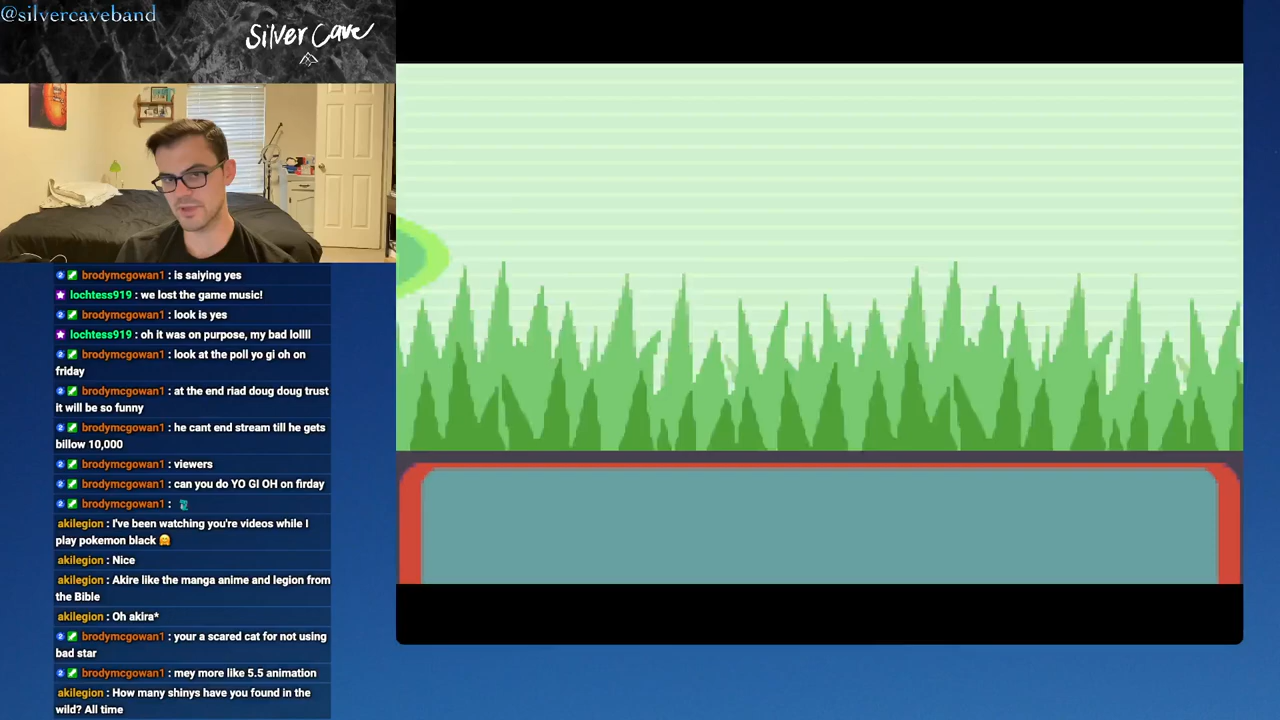 @silvercaveband
Silver Cave
brodymcgowan1 : is saiying yes
lochtess919 : we lost the game music!
brodymcgowan1 : look is yes
lochtess919 : oh it was on purpose, my bad lollll
brodymcgowan1 : look at the poll yo gi oh on
friday
brodymcgowan1 : at the end riad doug doug trust
it will be so funny
brodymcgowan1 : he cant end stream till he gets
billow 10,000
brodymcgowan1 : viewers
brodymcgowan1 : can you do YO GI OH on firday
brodymcgowan1 :
akilegion : I've been watching you're videos while I
play pokemon black
akilegion : Nice
akilegion : Akire like the manga anime and legion from
the Bible
akilegion : Oh akira*
brodymcgowan1 : your a scared cat for not using
bad star
brodymcgowan1 : mey more like 5.5 animation
akilegion : How many shinys have you found in the
wild? All time